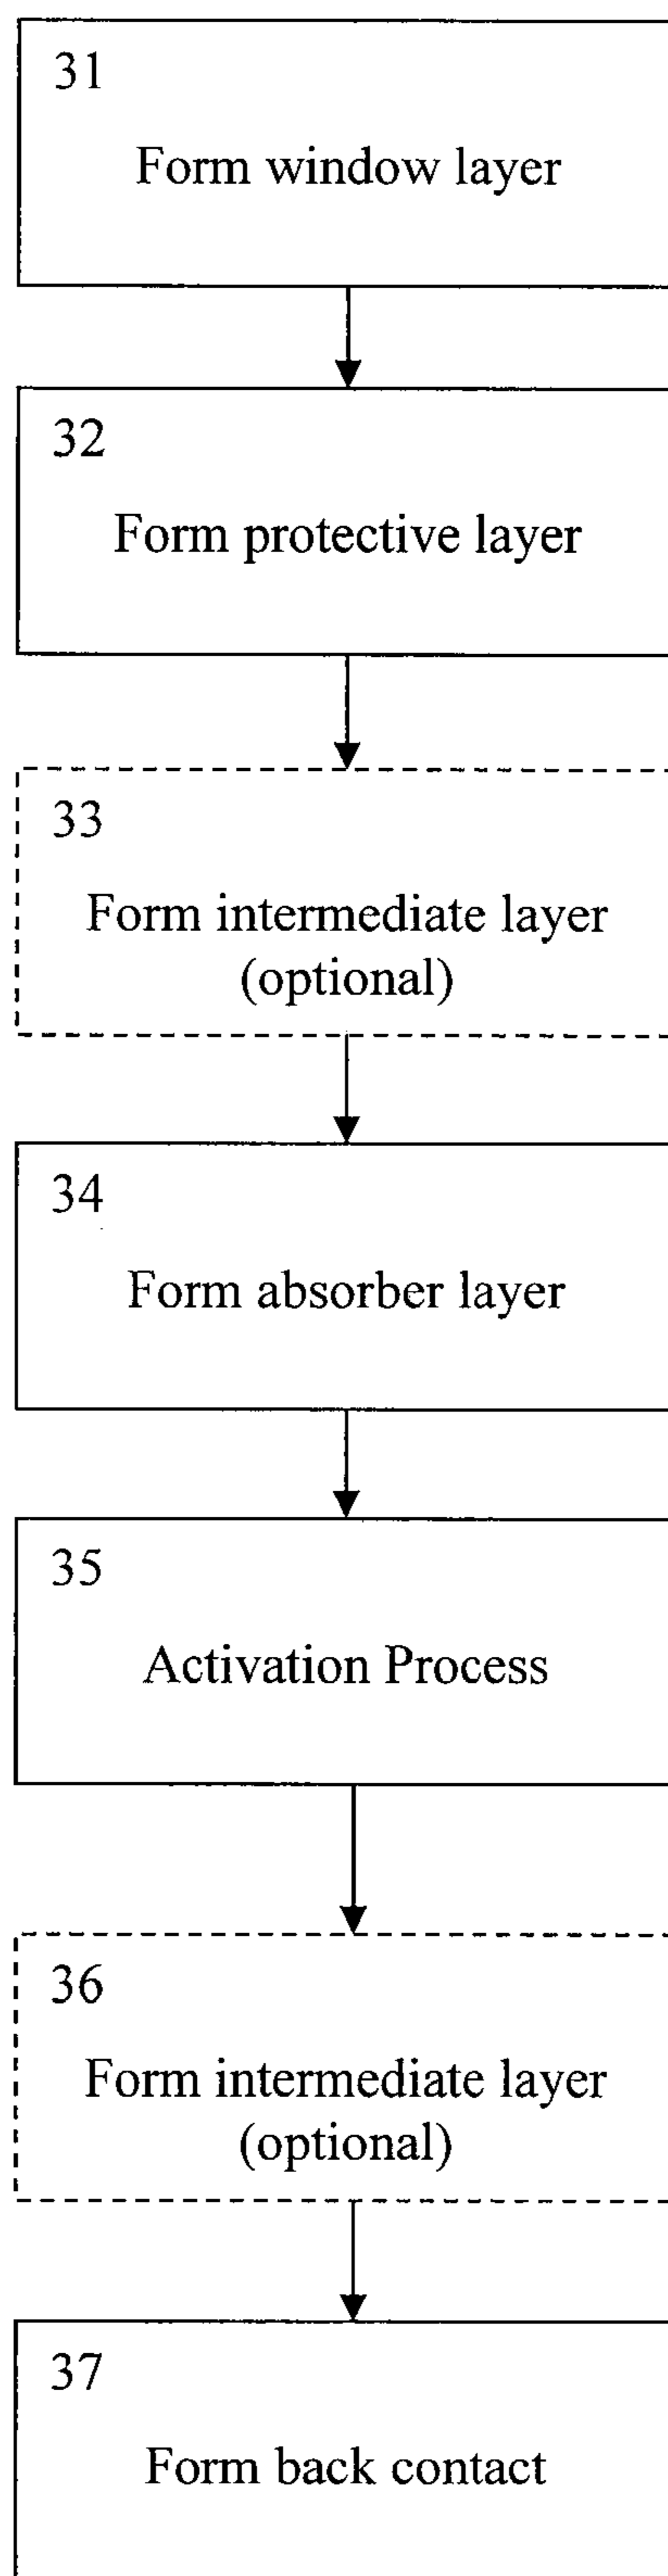 31
Form window layer
32
Form protective layer
33
Form intermediate layer
(optional)
34
Form absorber layer
35
Activation Process
36
Form intermediate layer
(optional)
37
Form back contact